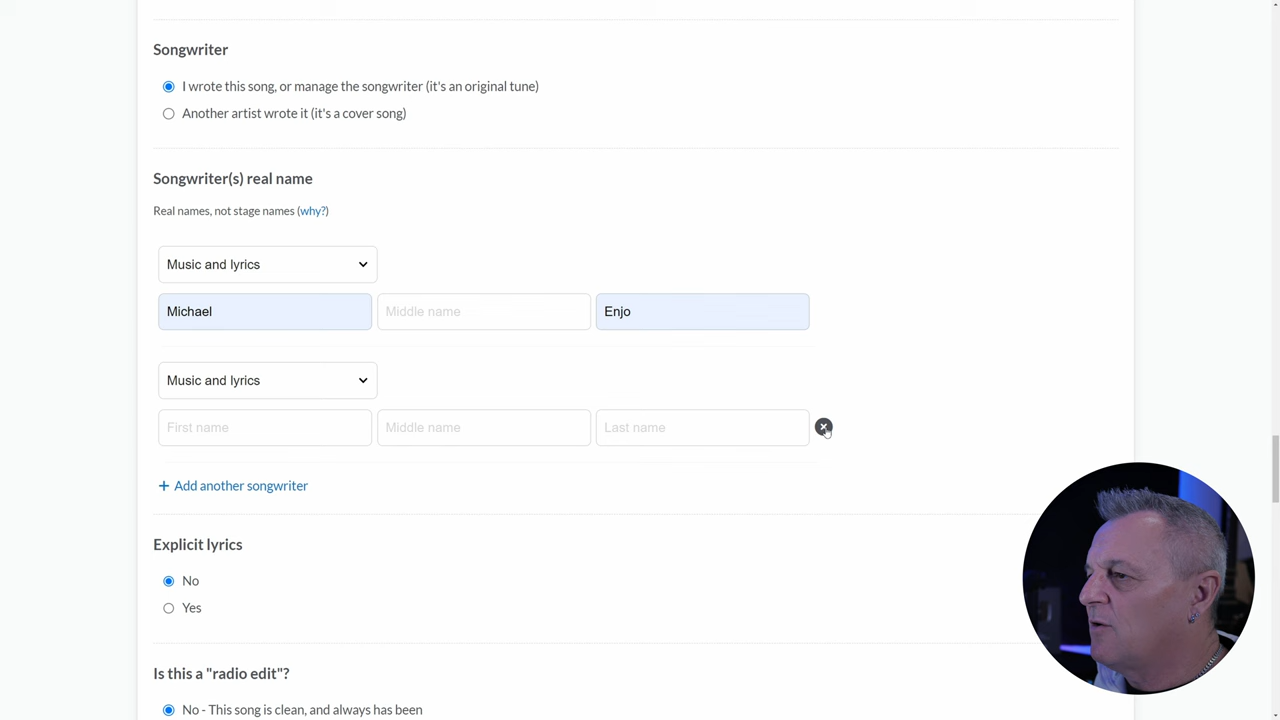 Songwriter
I wrote this song, or manage the songwriter (it's an original tune)
Another artist wrote it (it's a cover song)
Songwriter(s) real name
Real names, not stage names (why?)
Music and lyrics
Michael Middle name Enjo
Music and lyrics
First name Middle name Last name
+ Add another songwriter
Explicit lyrics
No
Yes
Is this a "radio edit"?
No - This song is clean, and always has been